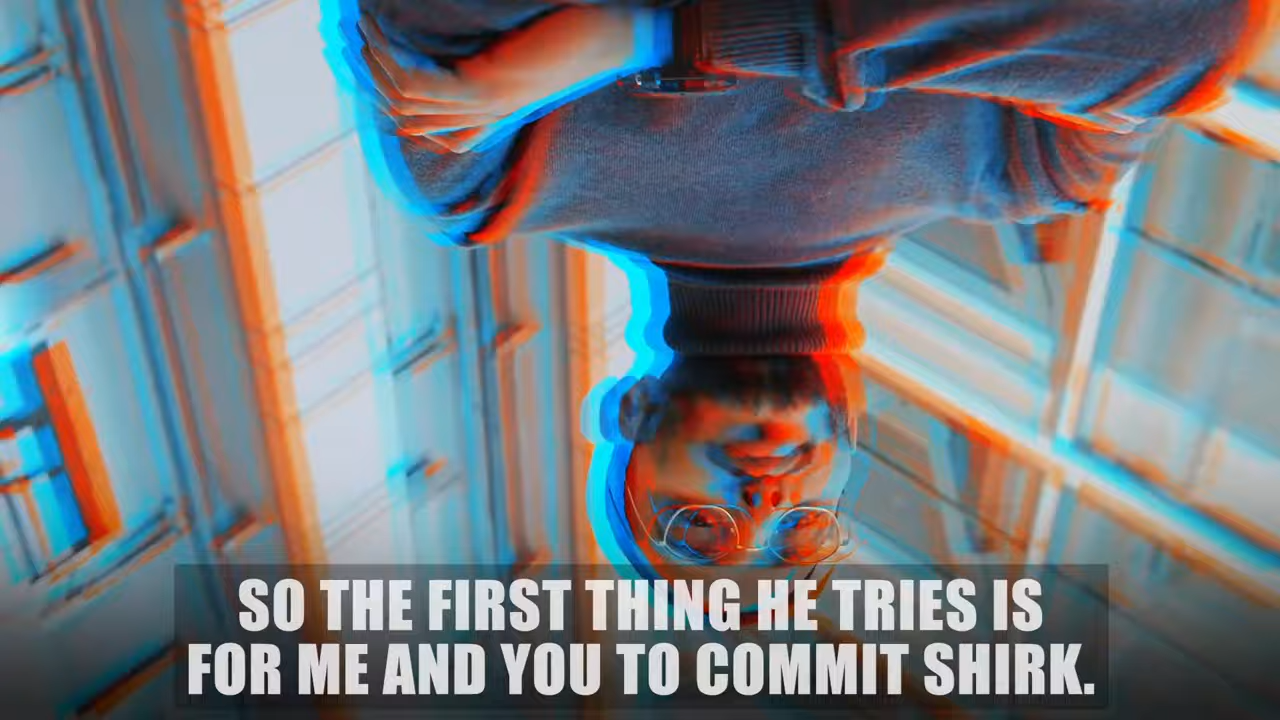 SO THE FIRST THING HE TRIES IS
FOR ME AND YOU TO COMMIT SHIRK.